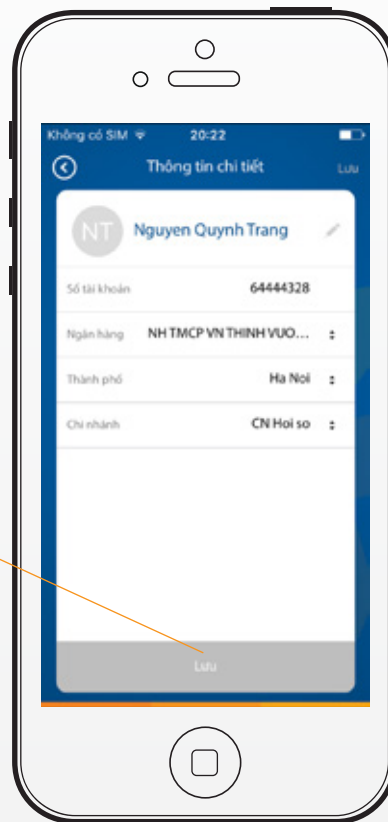 Không có SIM 20:22
Thông tin chi tiết Lưu
NT Nguyen Quynh Trang
Số tài khoản 64444328
Ngân hàng NH TMCP VN THINH VUO...
Thành phố Ha Noi
Chi nhánh CN Hoi so
Lưu